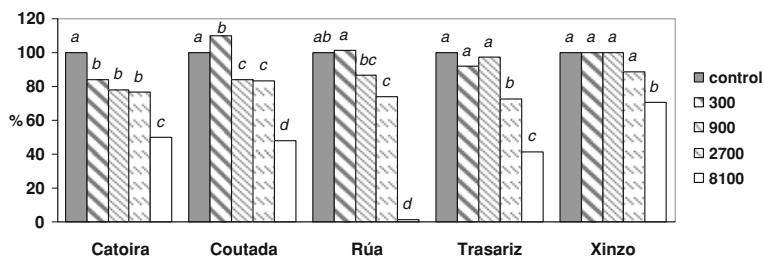 120
100
80
% 60
40
20
0
a b b b c
a b c c d
ab a bc c d
a a a b c
a a a a b
Catoira Coutada Rúa Trasariz Xinzo
control
300
900
2700
8100